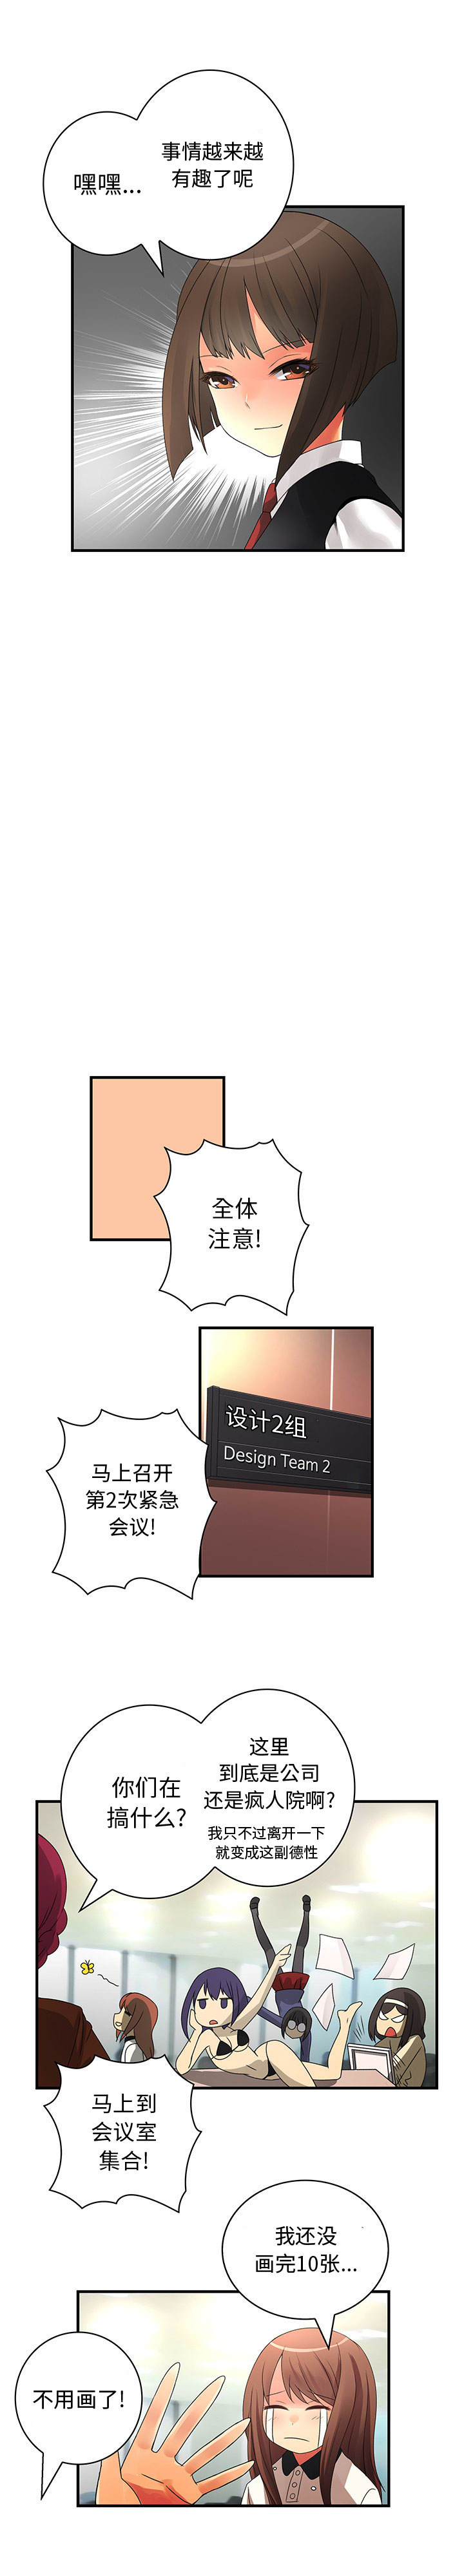 嘿嘿...
事情越来越
有趣了呢
全体
注意!
设计2组
Design Team 2
马上召开
第2次紧急
会议!
你们在
搞什么?
这里
到底是公司
还是疯人院啊?
我只不过离开一下
就变成这副德性
马上到
会议室
集合!
我还没
画完10张...
不用画了!